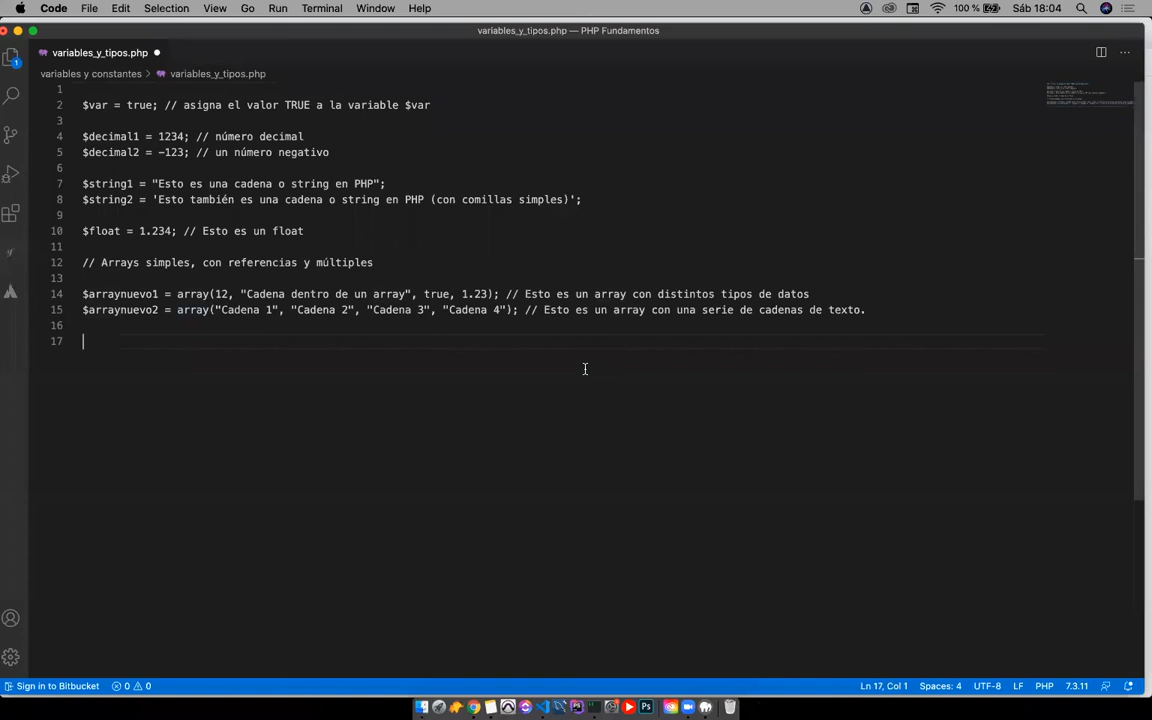 Code File Edit Selection View Go Run Terminal Window Help 100 % Sáb 18:04
variables_y_tipos.php — PHP Fundamentos
variables_y_tipos.php
variables y constantes > variables_y_tipos.php
1
1
2 $var = true; // asigna el valor TRUE a la variable $var
3
4 $decimal1 = 1234; // número decimal
5 $decimal2 = -123; // un número negativo
6
7 $string1 = "Esto es una cadena o string en PHP";
8 $string2 = 'Esto también es una cadena o string en PHP (con comillas simples)';
9
10 $float = 1.234; // Esto es un float
11
12 // Arrays simples, con referencias y múltiples
13
14 $arraynuevo1 = array(12, "Cadena dentro de un array", true, 1.23); // Esto es un array con distintos tipos de datos
15 $arraynuevo2 = array("Cadena 1", "Cadena 2", "Cadena 3", "Cadena 4"); // Esto es un array con una serie de cadenas de texto.
16
17
Sign in to Bitbucket 0 0 Ln 17, Col 1 Spaces: 4 UTF-8 LF PHP 7.3.11
Ps